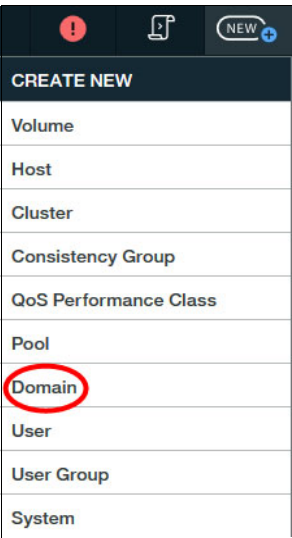 NEW
CREATE NEW
Volume
Host
Cluster
Consistency Group
QoS Performance Class
Pool
Domain
User
User Group
System